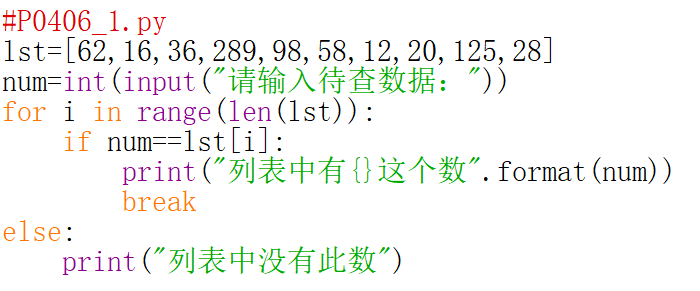 #P0406_1.py
lst=[62,16,36,289,98,58,12,20,125,28]
num=int(input("请输入待查数据："))
for i in range(len(lst)):
    if num==lst[i]:
        print("列表中有{}这个数".format(num))
        break
else:
    print("列表中没有此数")